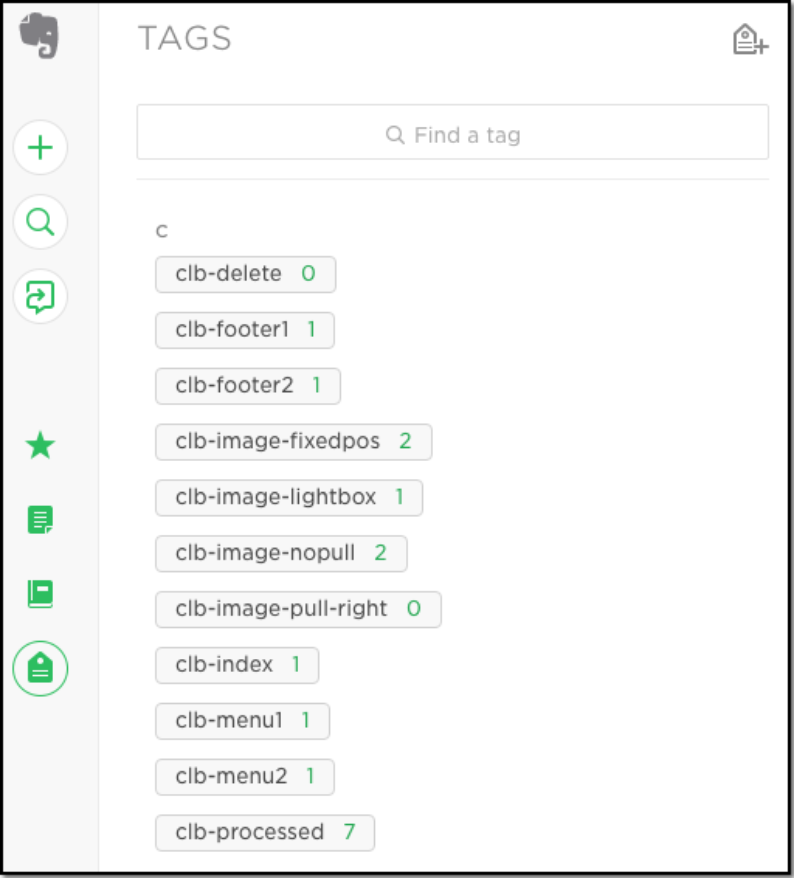 TAGS
Find a tag
c
clb-delete 0
clb-footer1 1
clb-footer2 1
clb-image-fixedpos 2
clb-image-lightbox 1
clb-image-nopull 2
clb-image-pull-right 0
clb-index 1
clb-menu1 1
clb-menu2 1
clb-processed 7